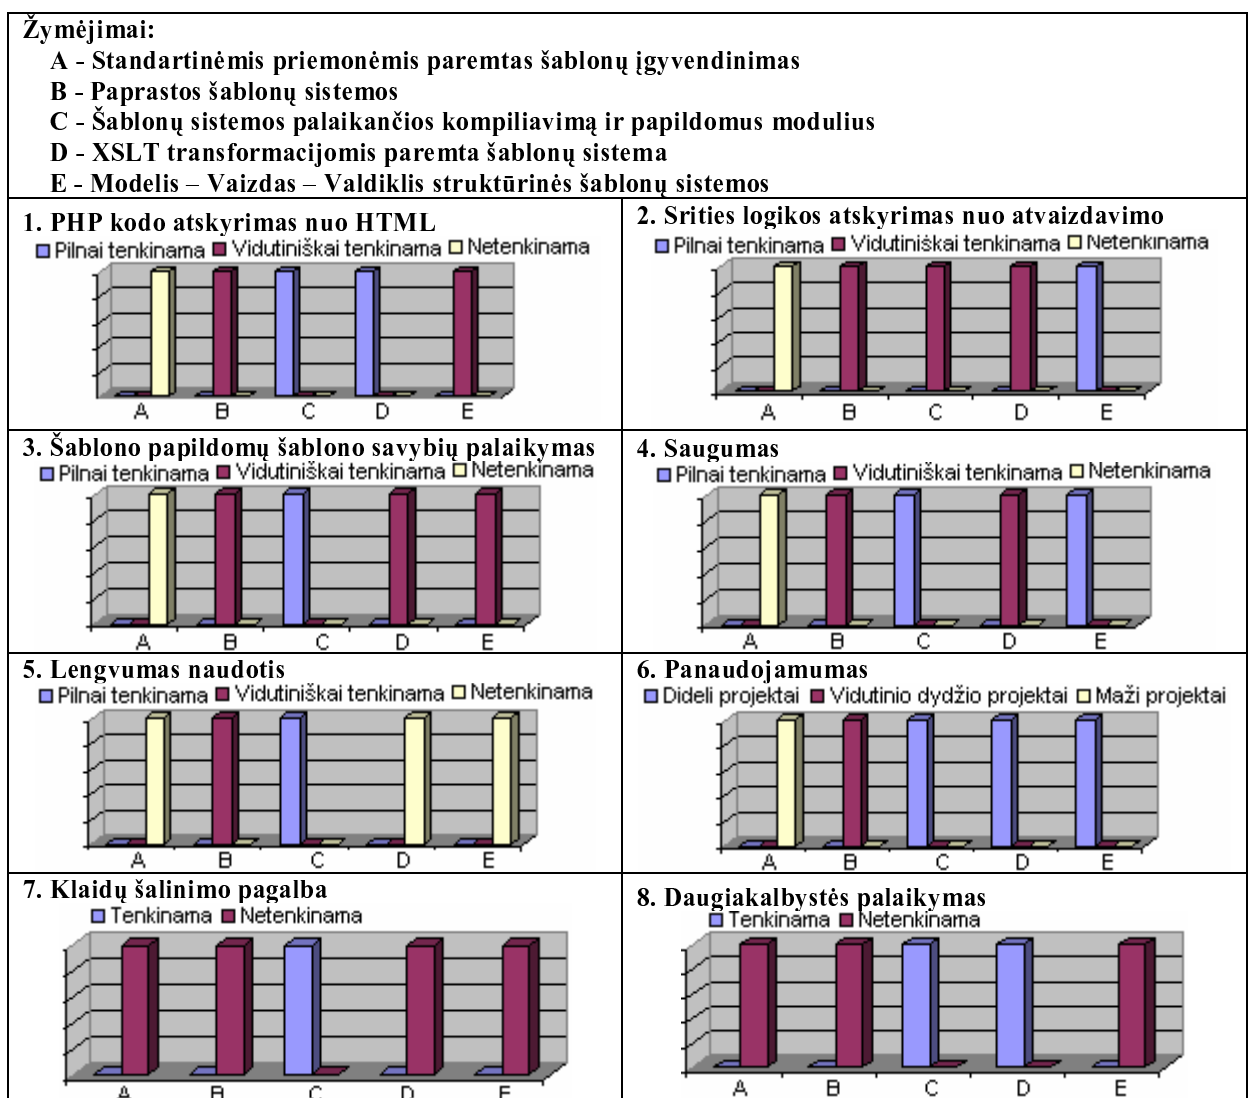 Žymėjimai:
A - Standartinėmis priemonėmis paremtas šablonų įgyvendinimas
B - Paprastos šablonų sistemos
C - Šablonų sistemos palaikančios kompiliavimą ir papildomus modulius
D - XSLT transformacijomis paremta šablonų sistema
E - Modelis – Vaizdas – Valdiklis struktūrinės šablonų sistemos
1. PHP kodo atskyrimas nuo HTML
Pilnai tenkinama Vidutiniškai tenkinama Netenkinama
A B C D E
2. Srities logikos atskyrimas nuo atvaizdavimo
Pilnai tenkinama Vidutiniškai tenkinama Netenkinama
A B C D E
3. Šablono papildomų šablono savybių palaikymas
Pilnai tenkinama Vidutiniškai tenkinama Netenkinama
A B C D E
4. Saugumas
Pilnai tenkinama Vidutiniškai tenkinama Netenkinama
A B C D E
5. Lengvumas naudotis
Pilnai tenkinama Vidutiniškai tenkinama Netenkinama
A B C D E
6. Panaudojamumas
Dideli projektai Vidutinio dydžio projektai Maži projektai
A B C D E
7. Klaidų šalinimo pagalba
Tenkinama Netenkinama
A B C D E
8. Daugiakalbystės palaikymas
Tenkinama Netenkinama
A B C D E